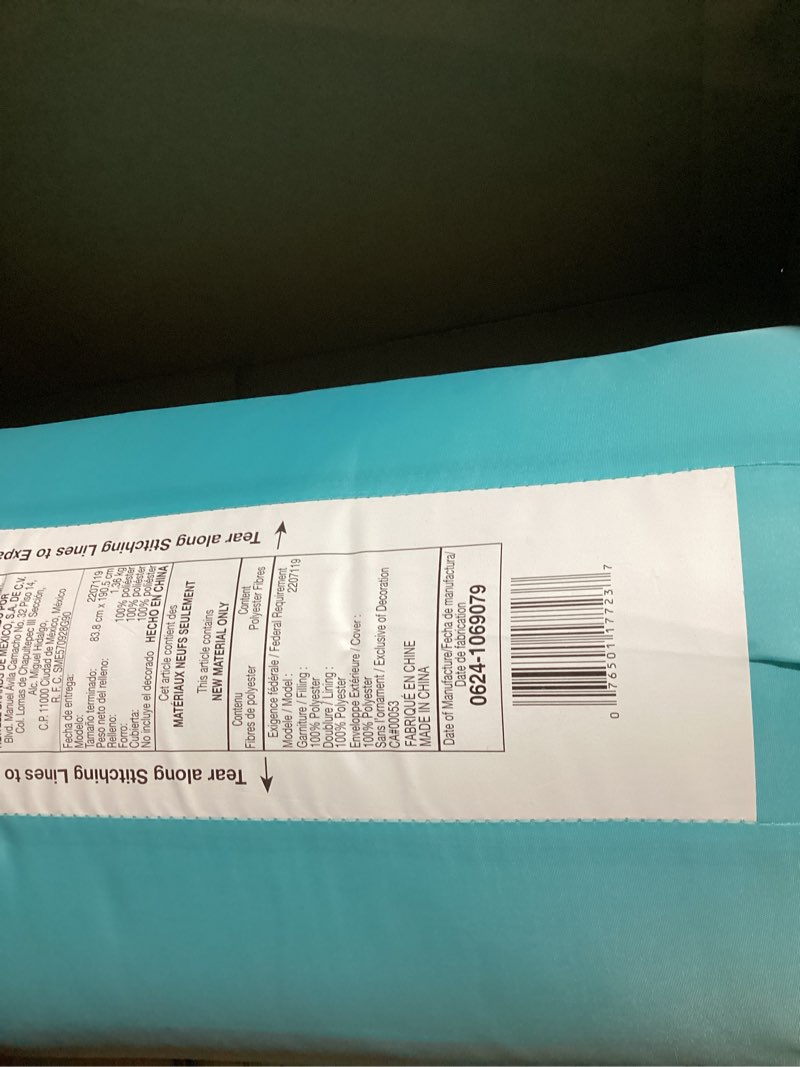 DE MÉXICO, S.A. DE C.V.
Blvd. Manuel Ávila Camacho No. 32 Piso 14,
Col. Lomas de Chapultepec III Sección,
Alc. Miguel Hidalgo,
C.P. 11000 Ciudad de México, México
R.F.C. SME570928G90
Fecha de entrega:
Modelo: 2207119
Tamaño terminado: 83,8 cm x 190,5 cm
Peso neto del relleno: 1,36 kg
Relleno: 100% poliéster
Forro: 100% poliéster
Cubierta: 100% poliéster
No incluye el decorado HECHO EN CHINA
Cet article contient des
MATÉRIAUX NEUFS SEULEMENT
This article contains
NEW MATERIAL ONLY
Contenu Content
Fibres de polyester Polyester Fibres
Exigence fédérale / Federal Requirement
Modele / Model : 2207119
Garniture / Filling :
100% Polyester
Doublure / Lining :
100% Polyester
Enveloppe Extérieure / Cover :
100% Polyester
Sans l'ornament / Exclusive of Decoration
CA#00053
FABRIQUÉ EN CHINE
MADE IN CHINA
Date of Manufacture/Fecha de manufactura/
Date de fabrication
0624-1069079
0 76501 17723 7
Tear along Stitching Lines to Expa
Tear along Stitching Lines to